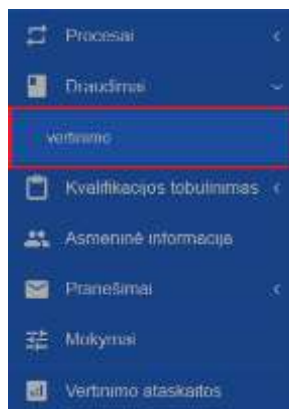 Procesai
Draudimai
vertinimo
Kvalifikacijos tobulinimas
Asmeninė informacija
Pranešimai
Mokymai
Vertinimo ataskaitos